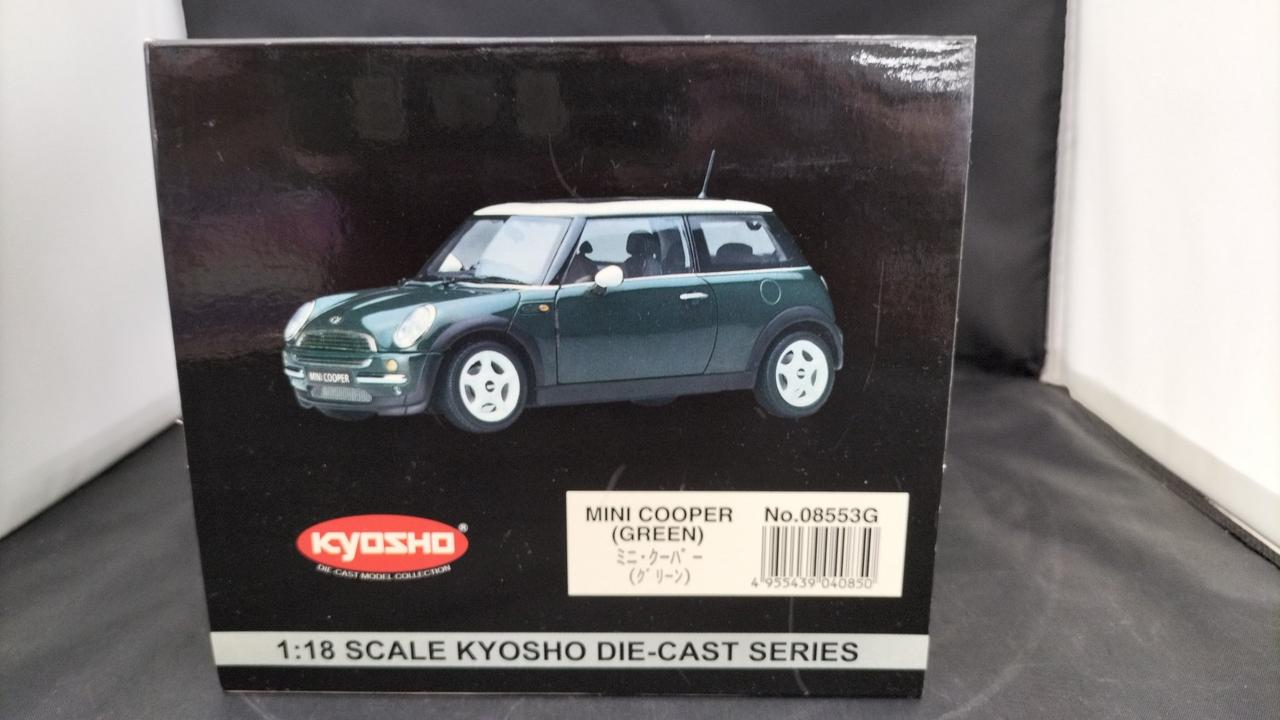 MINI COOPER
KYOSHO®
DIE-CAST MODEL COLLECTION
MINI COOPER
(GREEN)
ミニ・クーパー
(グリーン)
No.08553G
4 955439 040850
1:18 SCALE KYOSHO DIE-CAST SERIES